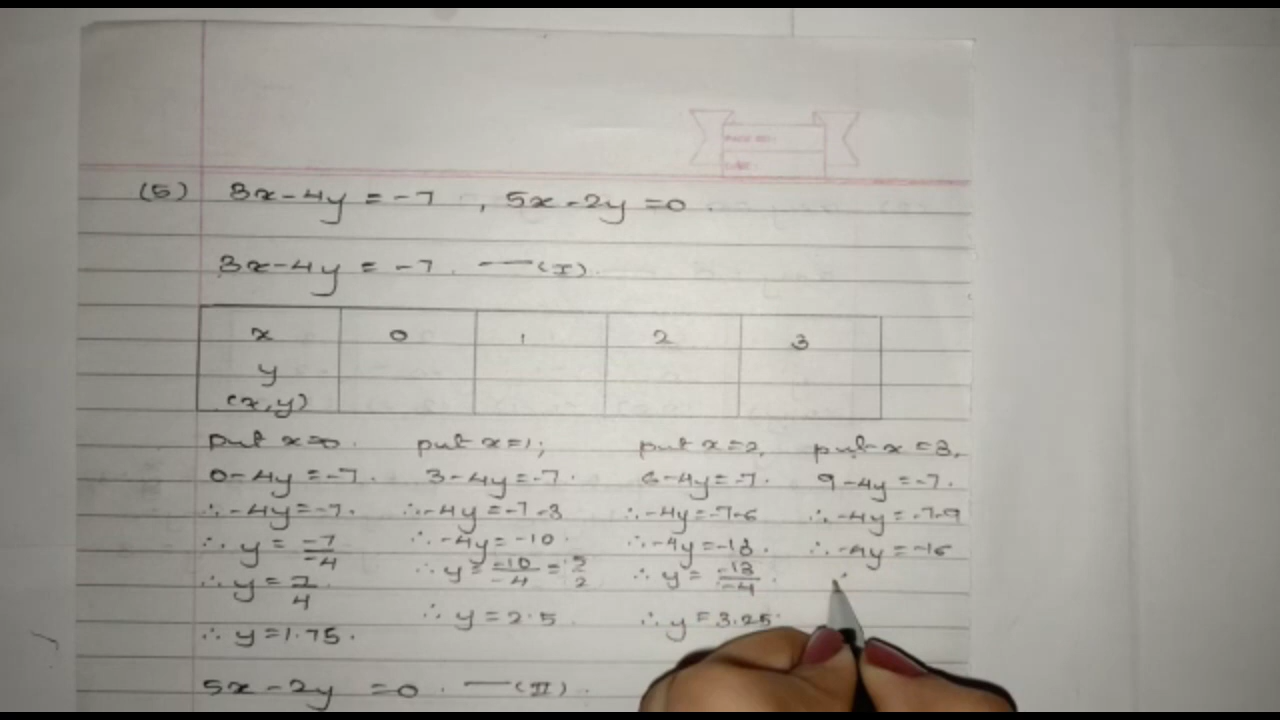 (5) 3x-4y = -7 , 5x-2y =0.
3x-4y = -7. —(I).
x 0 1 2 3
y
(x,y)
put x=0. put x=1; put x=2, put x=3,
0-4y=-7. 3-4y=-7. 6-4y=-7. 9-4y=-7.
∴-4y=-7. ∴-4y=-7-3 ∴-4y=-7-6 ∴-4y=-7-9
∴ y = -7/-4 ∴-4y=-10. ∴-4y=-13. ∴-4y=-16
∴ y = 7/4 ∴ y = -10/-4 = 5/2 ∴ y = -13/-4.
∴ y=1.75. ∴ y=2.5 ∴ y=3.25.
5x-2y =0. —(II).